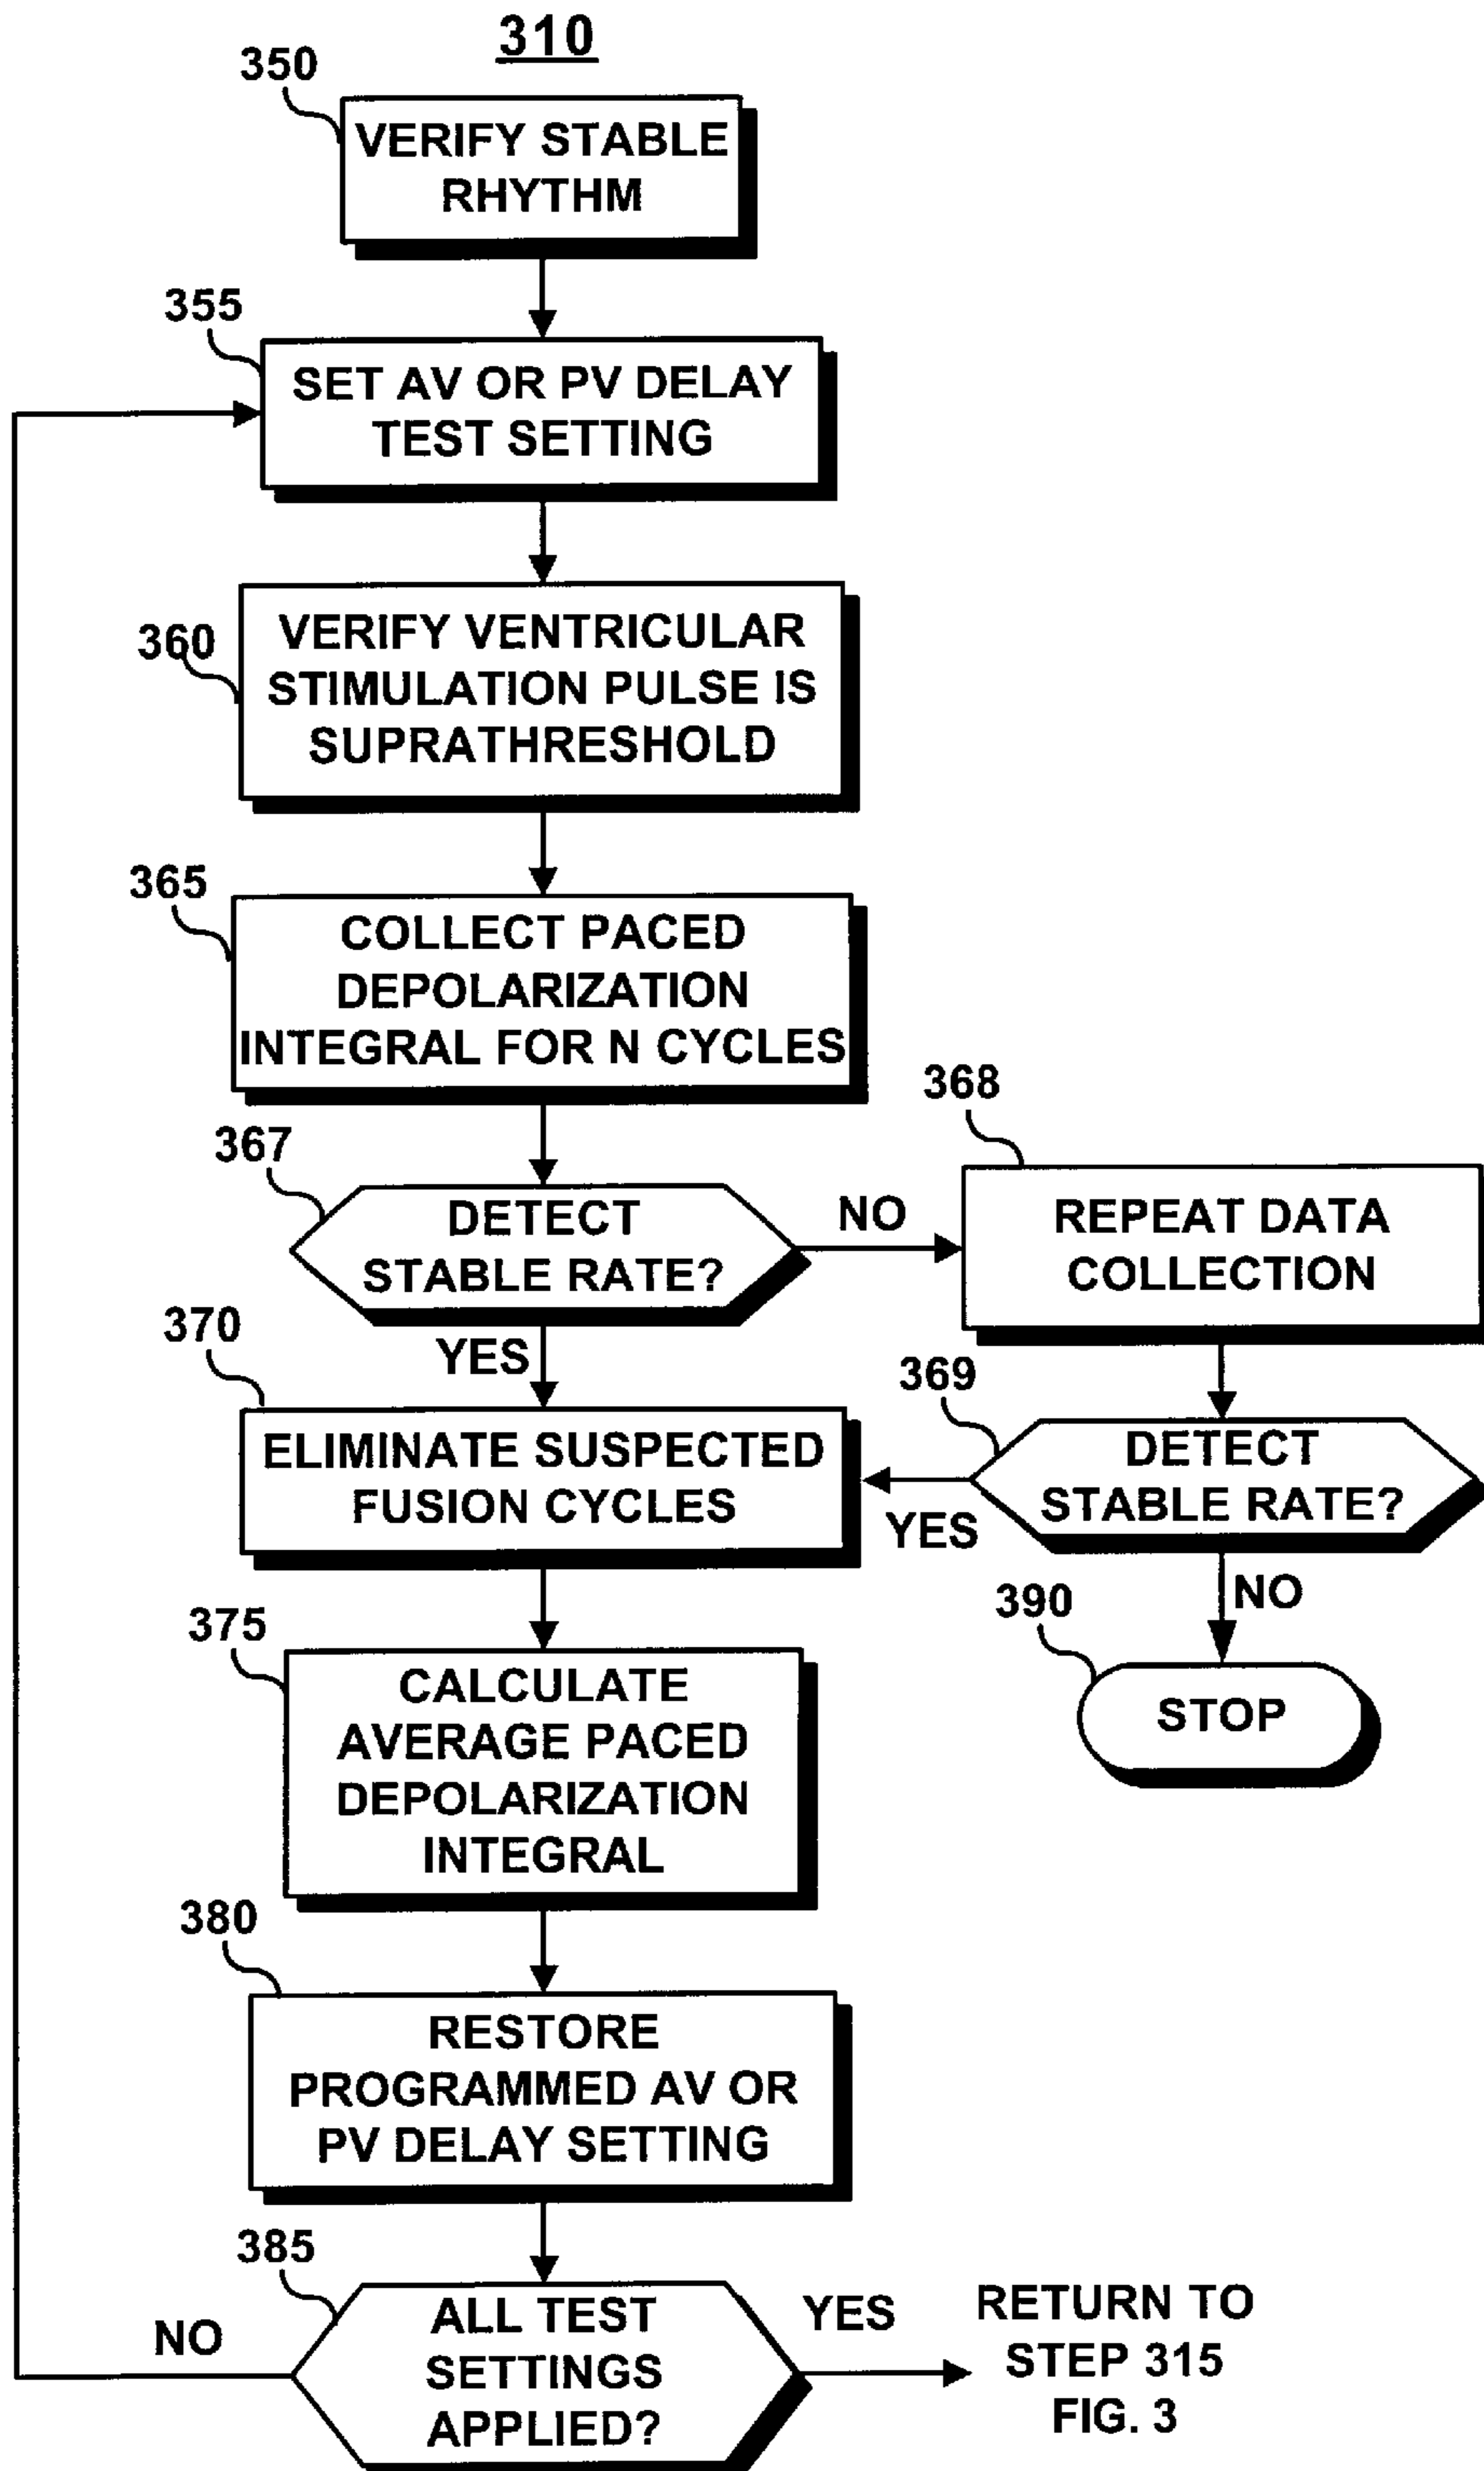 310
350
VERIFY STABLE
RHYTHM
355
SET AV OR PV DELAY
TEST SETTING
360
VERIFY VENTRICULAR
STIMULATION PULSE IS
SUPRATHRESHOLD
365
COLLECT PACED
DEPOLARIZATION
INTEGRAL FOR N CYCLES
367
DETECT
STABLE RATE?
NO
368
REPEAT DATA
COLLECTION
YES
369
DETECT
STABLE RATE?
YES
NO
390
STOP
370
ELIMINATE SUSPECTED
FUSION CYCLES
375
CALCULATE
AVERAGE PACED
DEPOLARIZATION
INTEGRAL
380
RESTORE
PROGRAMMED AV OR
PV DELAY SETTING
385
ALL TEST
SETTINGS
APPLIED?
NO
YES
RETURN TO
STEP 315
FIG. 3